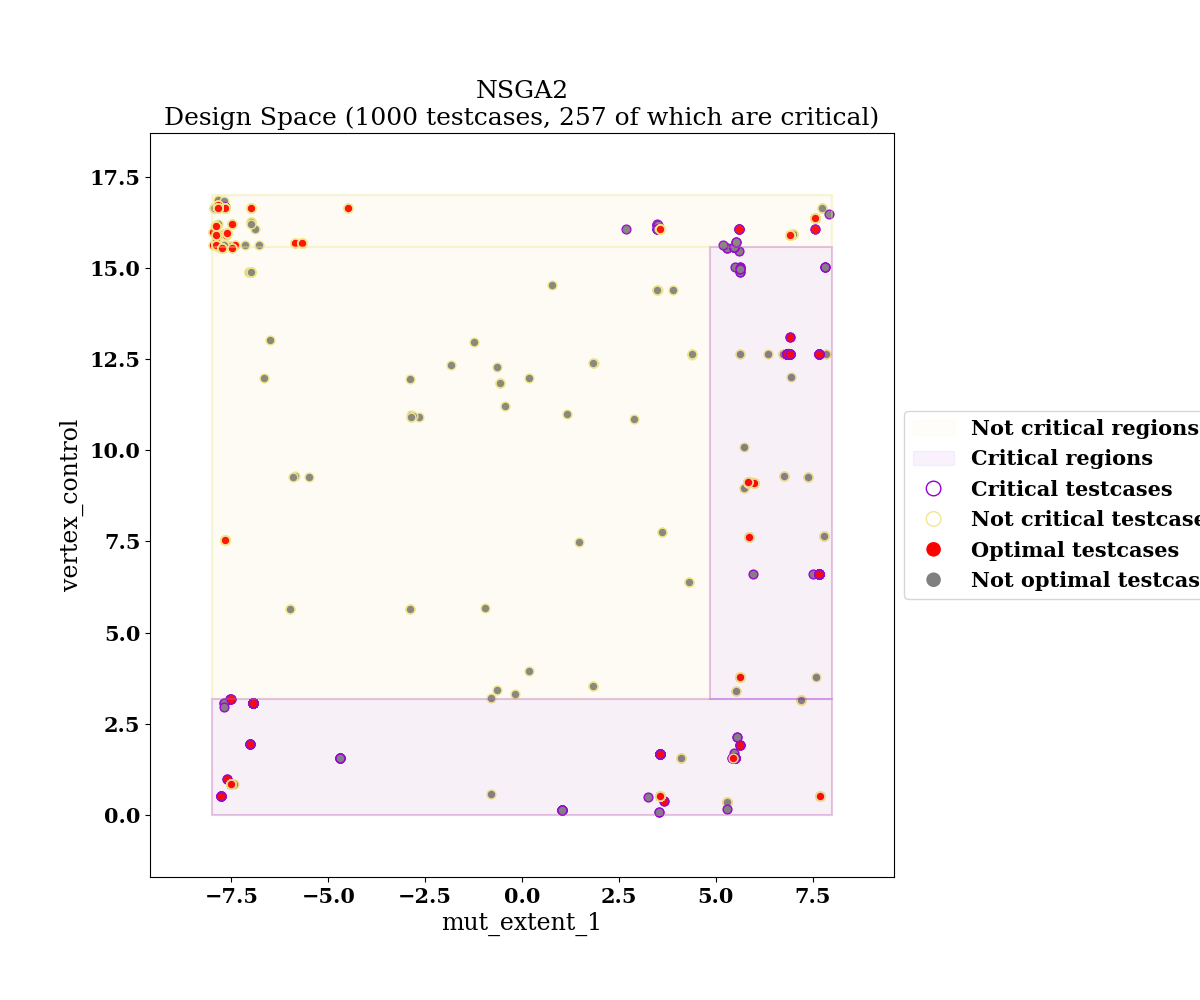 NSGA2
Design Space (1000 testcases, 257 of which are critical)
17.5
15.0
12.5
10.0
7.5
5.0
2.5
0.0
vertex_control
−7.5
−5.0
−2.5
0.0
2.5
5.0
7.5
mut_extent_1
Not critical regions
Critical regions
Critical testcases
Not critical testcase
Optimal testcases
Not optimal testcas